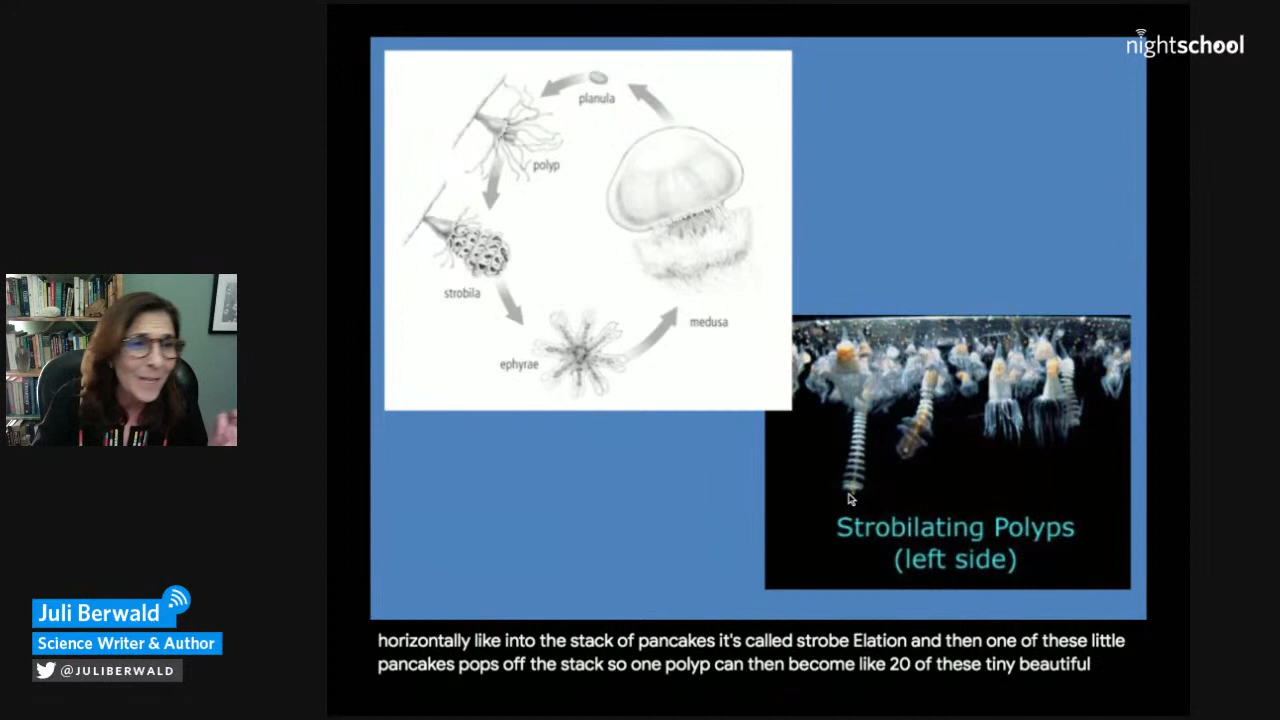 nightschool
planula
polyp
strobila
medusa
ephyrae
Strobilating Polyps
(left side)
Juli Berwald
Science Writer & Author
@JULIBERWALD
horizontally like into the stack of pancakes it's called strobe Elation and then one of these little
pancakes pops off the stack so one polyp can then become like 20 of these tiny beautiful